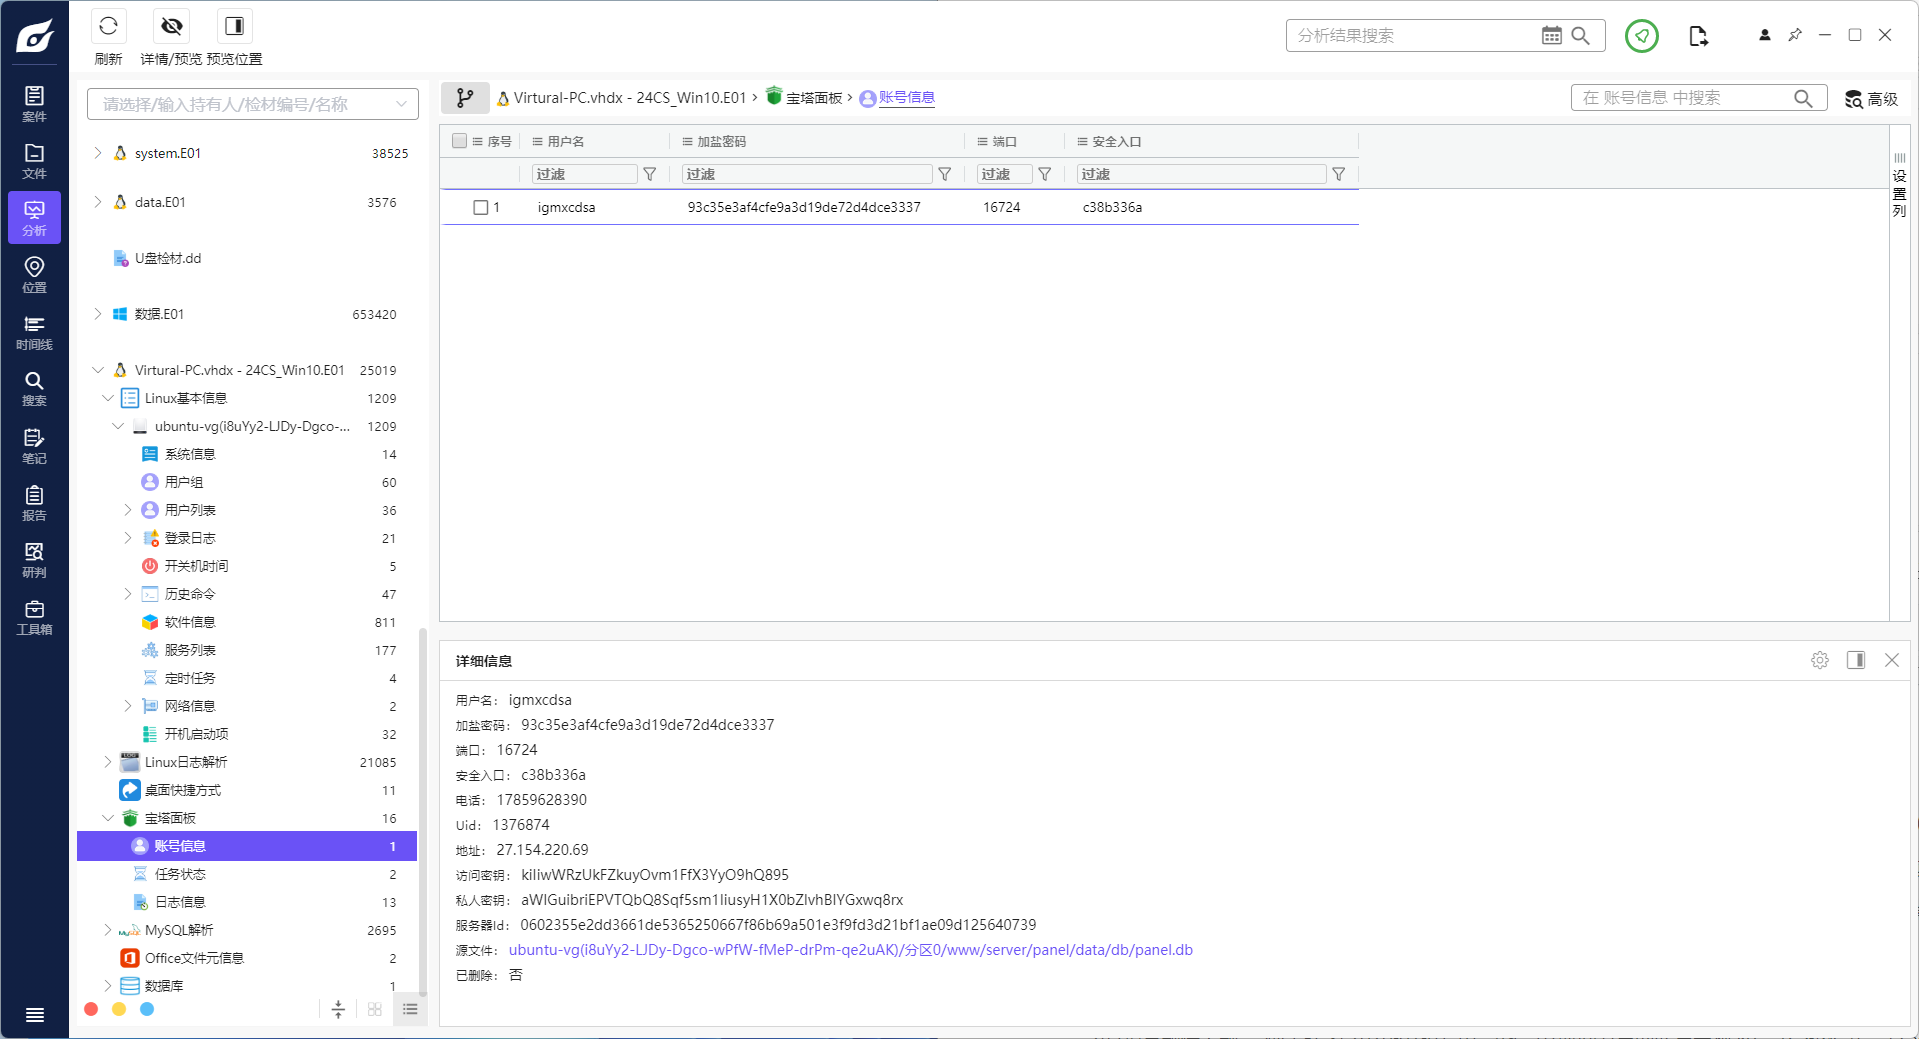 刷新
详情/预览
预览位置
分析结果搜索
案件
文件
分析
位置
时间线
搜索
笔记
报告
研判
工具箱
请选择/输入持有人/检材编号/名称
system.E01 38525
data.E01 3576
U盘检材.dd
数据.E01 653420
Virtural-PC.vhdx - 24CS_Win10.E01 25019
Linux基本信息 1209
ubuntu-vg(i8uYy2-LJDy-Dgco-... 1209
系统信息 14
用户组 60
用户列表 36
登录日志 21
开关机时间 5
历史命令 47
软件信息 811
服务列表 177
定时任务 4
网络信息 2
开机启动项 32
Linux日志解析 21085
桌面快捷方式 11
宝塔面板 16
账号信息 1
任务状态 2
日志信息 13
MySQL解析 2695
Office文件元信息 2
数据库 1
Virtural-PC.vhdx - 24CS_Win10.E01 › 宝塔面板 › 账号信息
在 账号信息 中搜索
高级
序号 用户名 加盐密码 端口 安全入口
过滤 过滤 过滤 过滤
1 igmxcdsa 93c35e3af4cfe9a3d19de72d4dce3337 16724 c38b336a
设置列
详细信息
用户名： igmxcdsa
加盐密码： 93c35e3af4cfe9a3d19de72d4dce3337
端口： 16724
安全入口： c38b336a
电话： 17859628390
Uid： 1376874
地址： 27.154.220.69
访问密钥： kiIiwWRzUkFZkuyOvm1FfX3YyO9hQ895
私人密钥： aWIGuibriEPVTQbQ8Sqf5sm1IiusyH1X0bZIvhBIYGxwq8rx
服务器Id： 0602355e2dd3661de5365250667f86b69a501e3f9fd3d21bf1ae09d125640739
源文件： ubuntu-vg(i8uYy2-LJDy-Dgco-wPfW-fMeP-drPm-qe2uAK)/分区0/www/server/panel/data/db/panel.db
已删除： 否